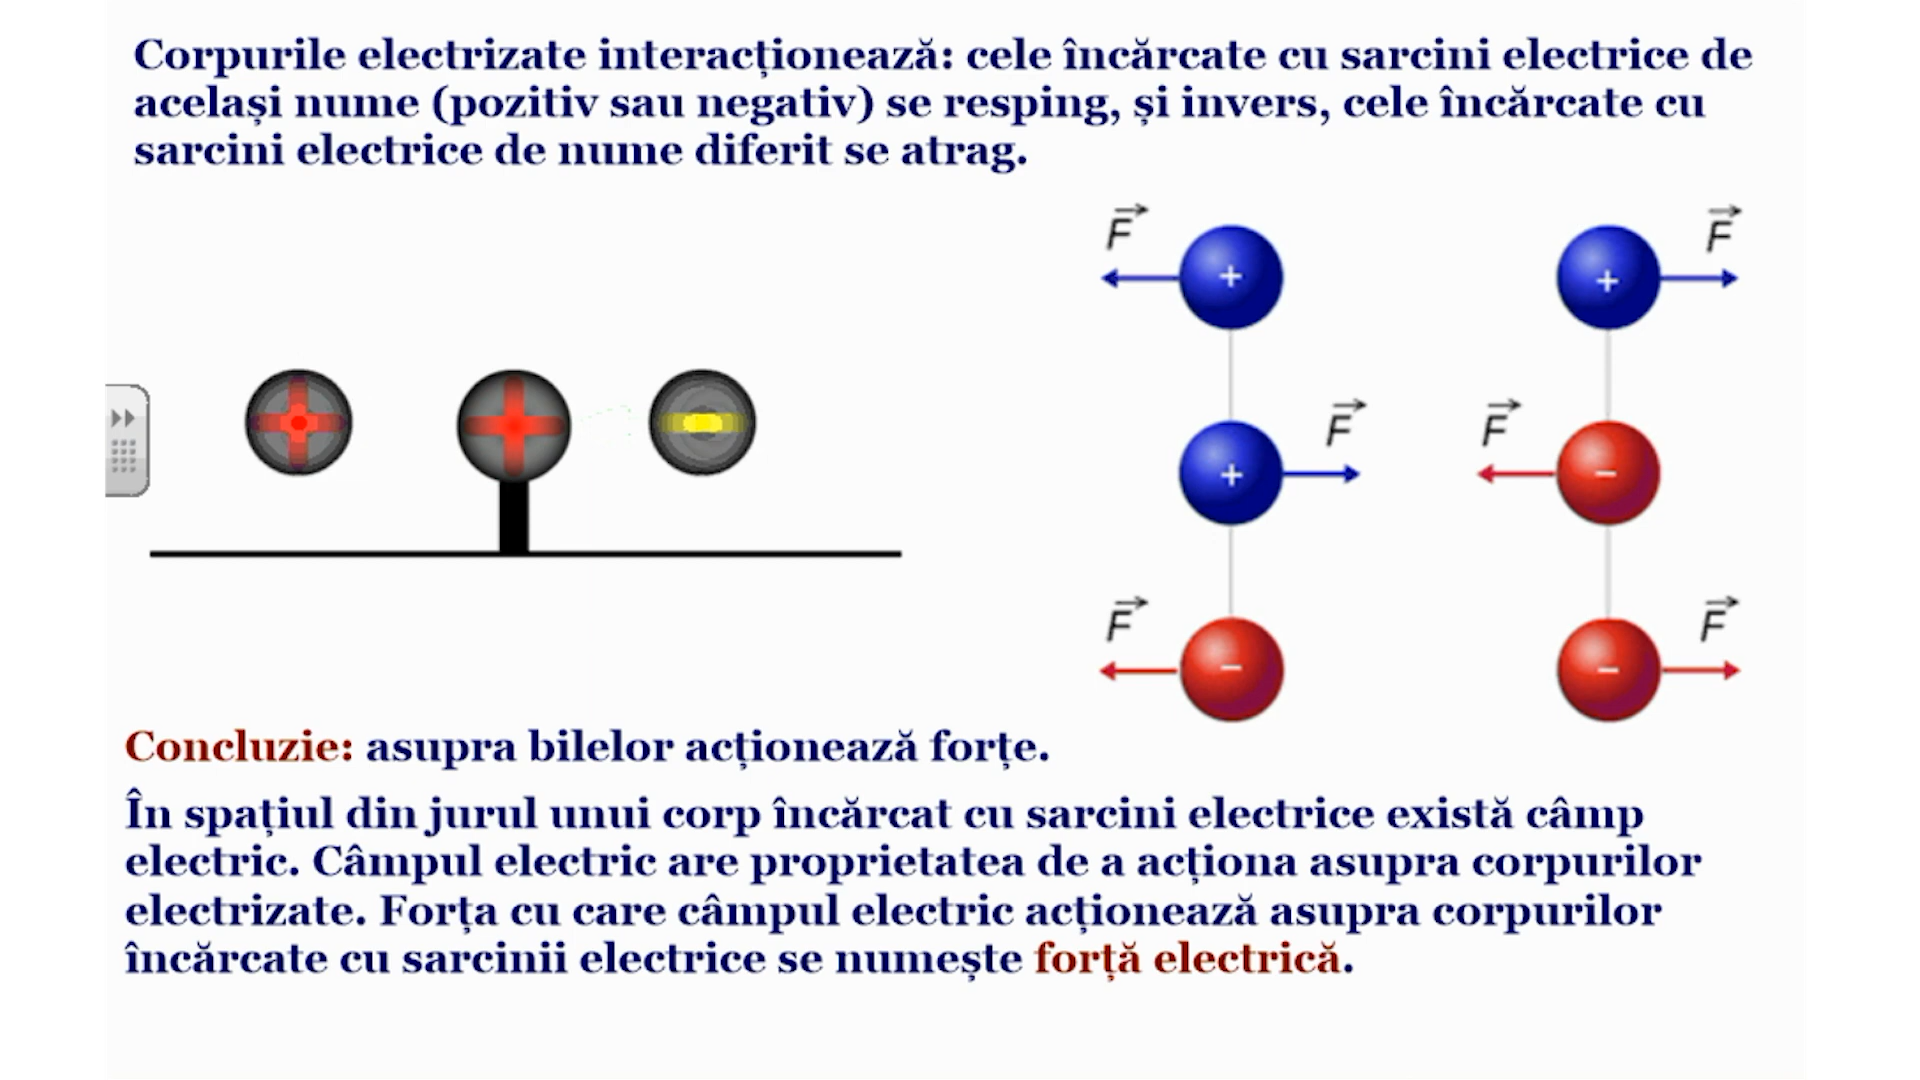 Corpurile electrizate interacționează: cele încărcate cu sarcini electrice de
același nume (pozitiv sau negativ) se resping, și invers, cele încărcate cu
sarcini electrice de nume diferit se atrag.
F F
+ +
+ + −
F F
+ −
F F
− −
Concluzie: asupra bilelor acționează forțe.
În spațiul din jurul unui corp încărcat cu sarcini electrice există câmp
electric. Câmpul electric are proprietatea de a acționa asupra corpurilor
electrizate. Forța cu care câmpul electric acționează asupra corpurilor
încărcate cu sarcinii electrice se numește forță electrică.